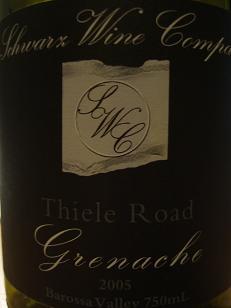 Schwarz Wine Compa
SWC
Thiele Road
Grenache
2005
Barossa Valley 750mL